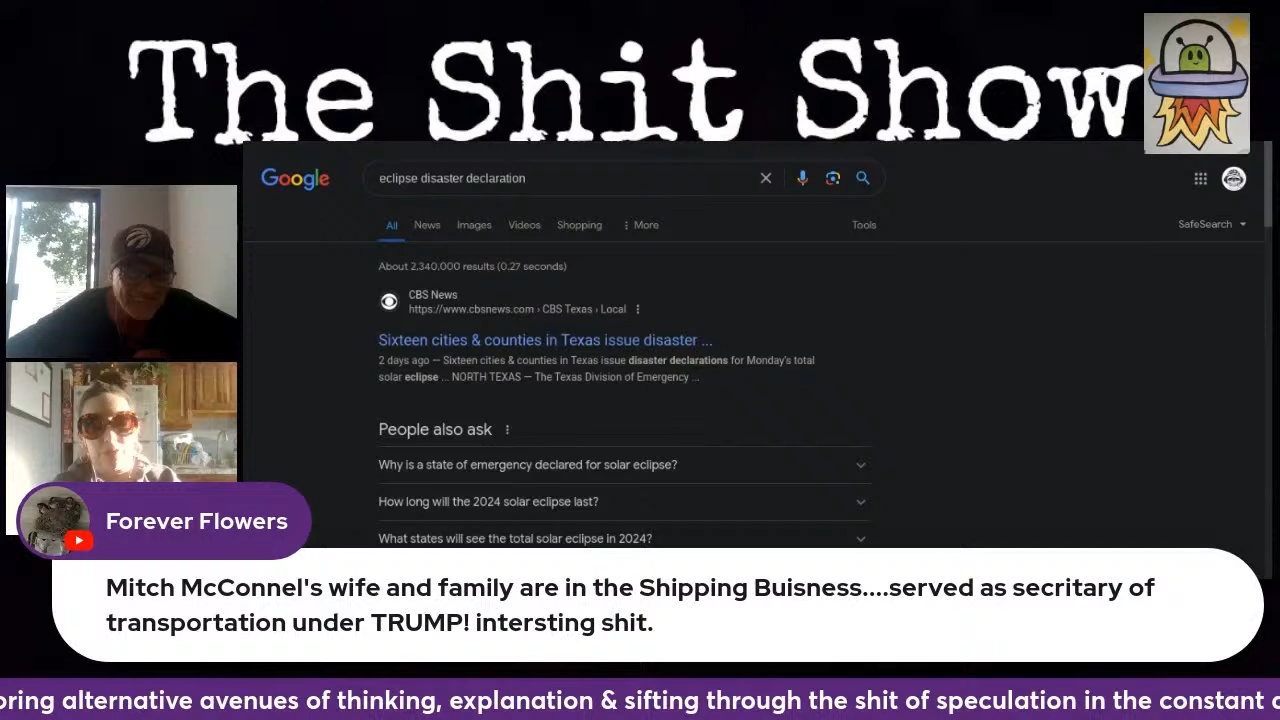 The Shit Show
Google
eclipse disaster declaration
All News Images Videos Shopping More Tools SafeSearch
About 2,340,000 results (0.27 seconds)
CBS News
https://www.cbsnews.com › CBS Texas › Local
Sixteen cities & counties in Texas issue disaster ...
2 days ago — Sixteen cities & counties in Texas issue disaster declarations for Monday's total
solar eclipse ... NORTH TEXAS — The Texas Division of Emergency ...
People also ask
Why is a state of emergency declared for solar eclipse?
How long will the 2024 solar eclipse last?
What states will see the total solar eclipse in 2024?
Forever Flowers
Mitch McConnel's wife and family are in the Shipping Buisness....served as secritary of
transportation under TRUMP! intersting shit.
oring alternative avenues of thinking, explanation & sifting through the shit of speculation in the constant